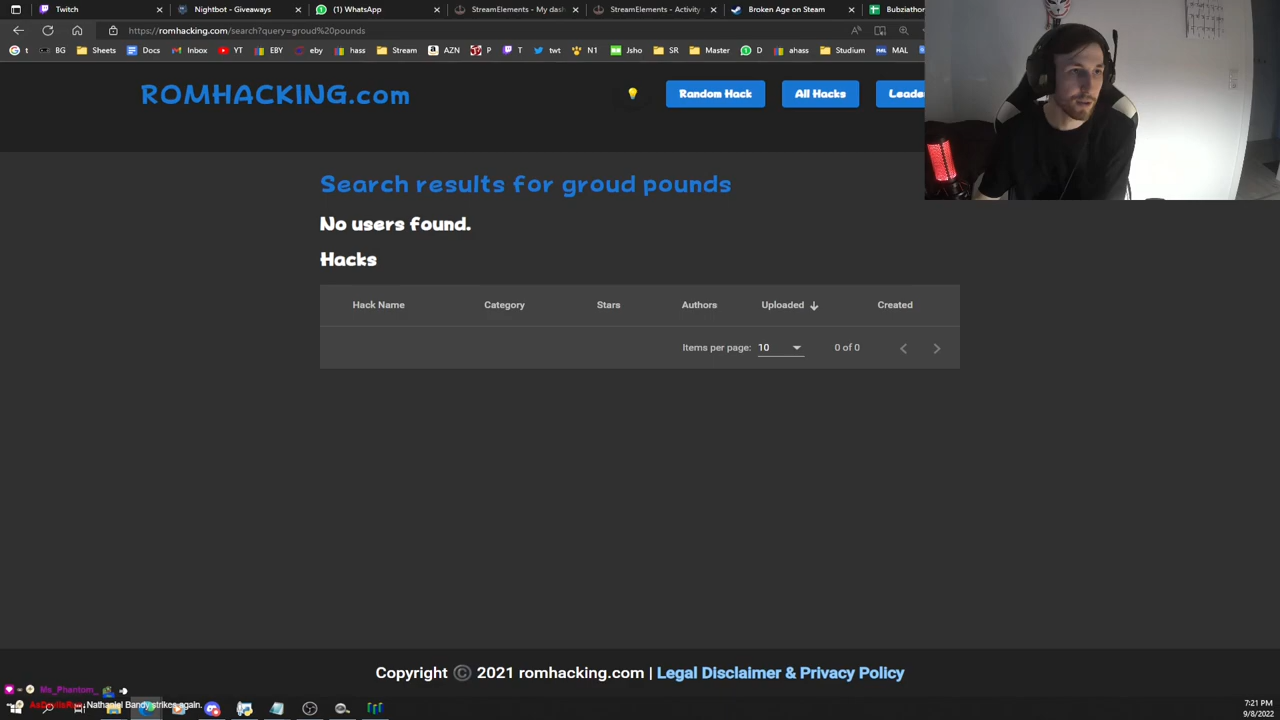 Twitch
Nightbot - Giveaways
(1) WhatsApp
StreamElements - My dash
StreamElements - Activity
Broken Age on Steam
Bubziathon
https://romhacking.com/search?query=groud%20pounds
t
BG
Sheets
Docs
Inbox
YT
EBY
eby
hass
Stream
AZN
P
T
twt
N1
Jsho
SR
Master
D
ahass
Studium
MAL
AL
ROMHACKING.com
Random Hack
All Hacks
Leade
Search results for groud pounds
No users found.
Hacks
Hack Name
Category
Stars
Authors
Uploaded
Created
Items per page:
10
0 of 0
Copyright © 2021 romhacking.com | Legal Disclaimer & Privacy Policy
Ms_Phantom_
Nathaniel Bandy strikes again.
7:21 PM
9/8/2022